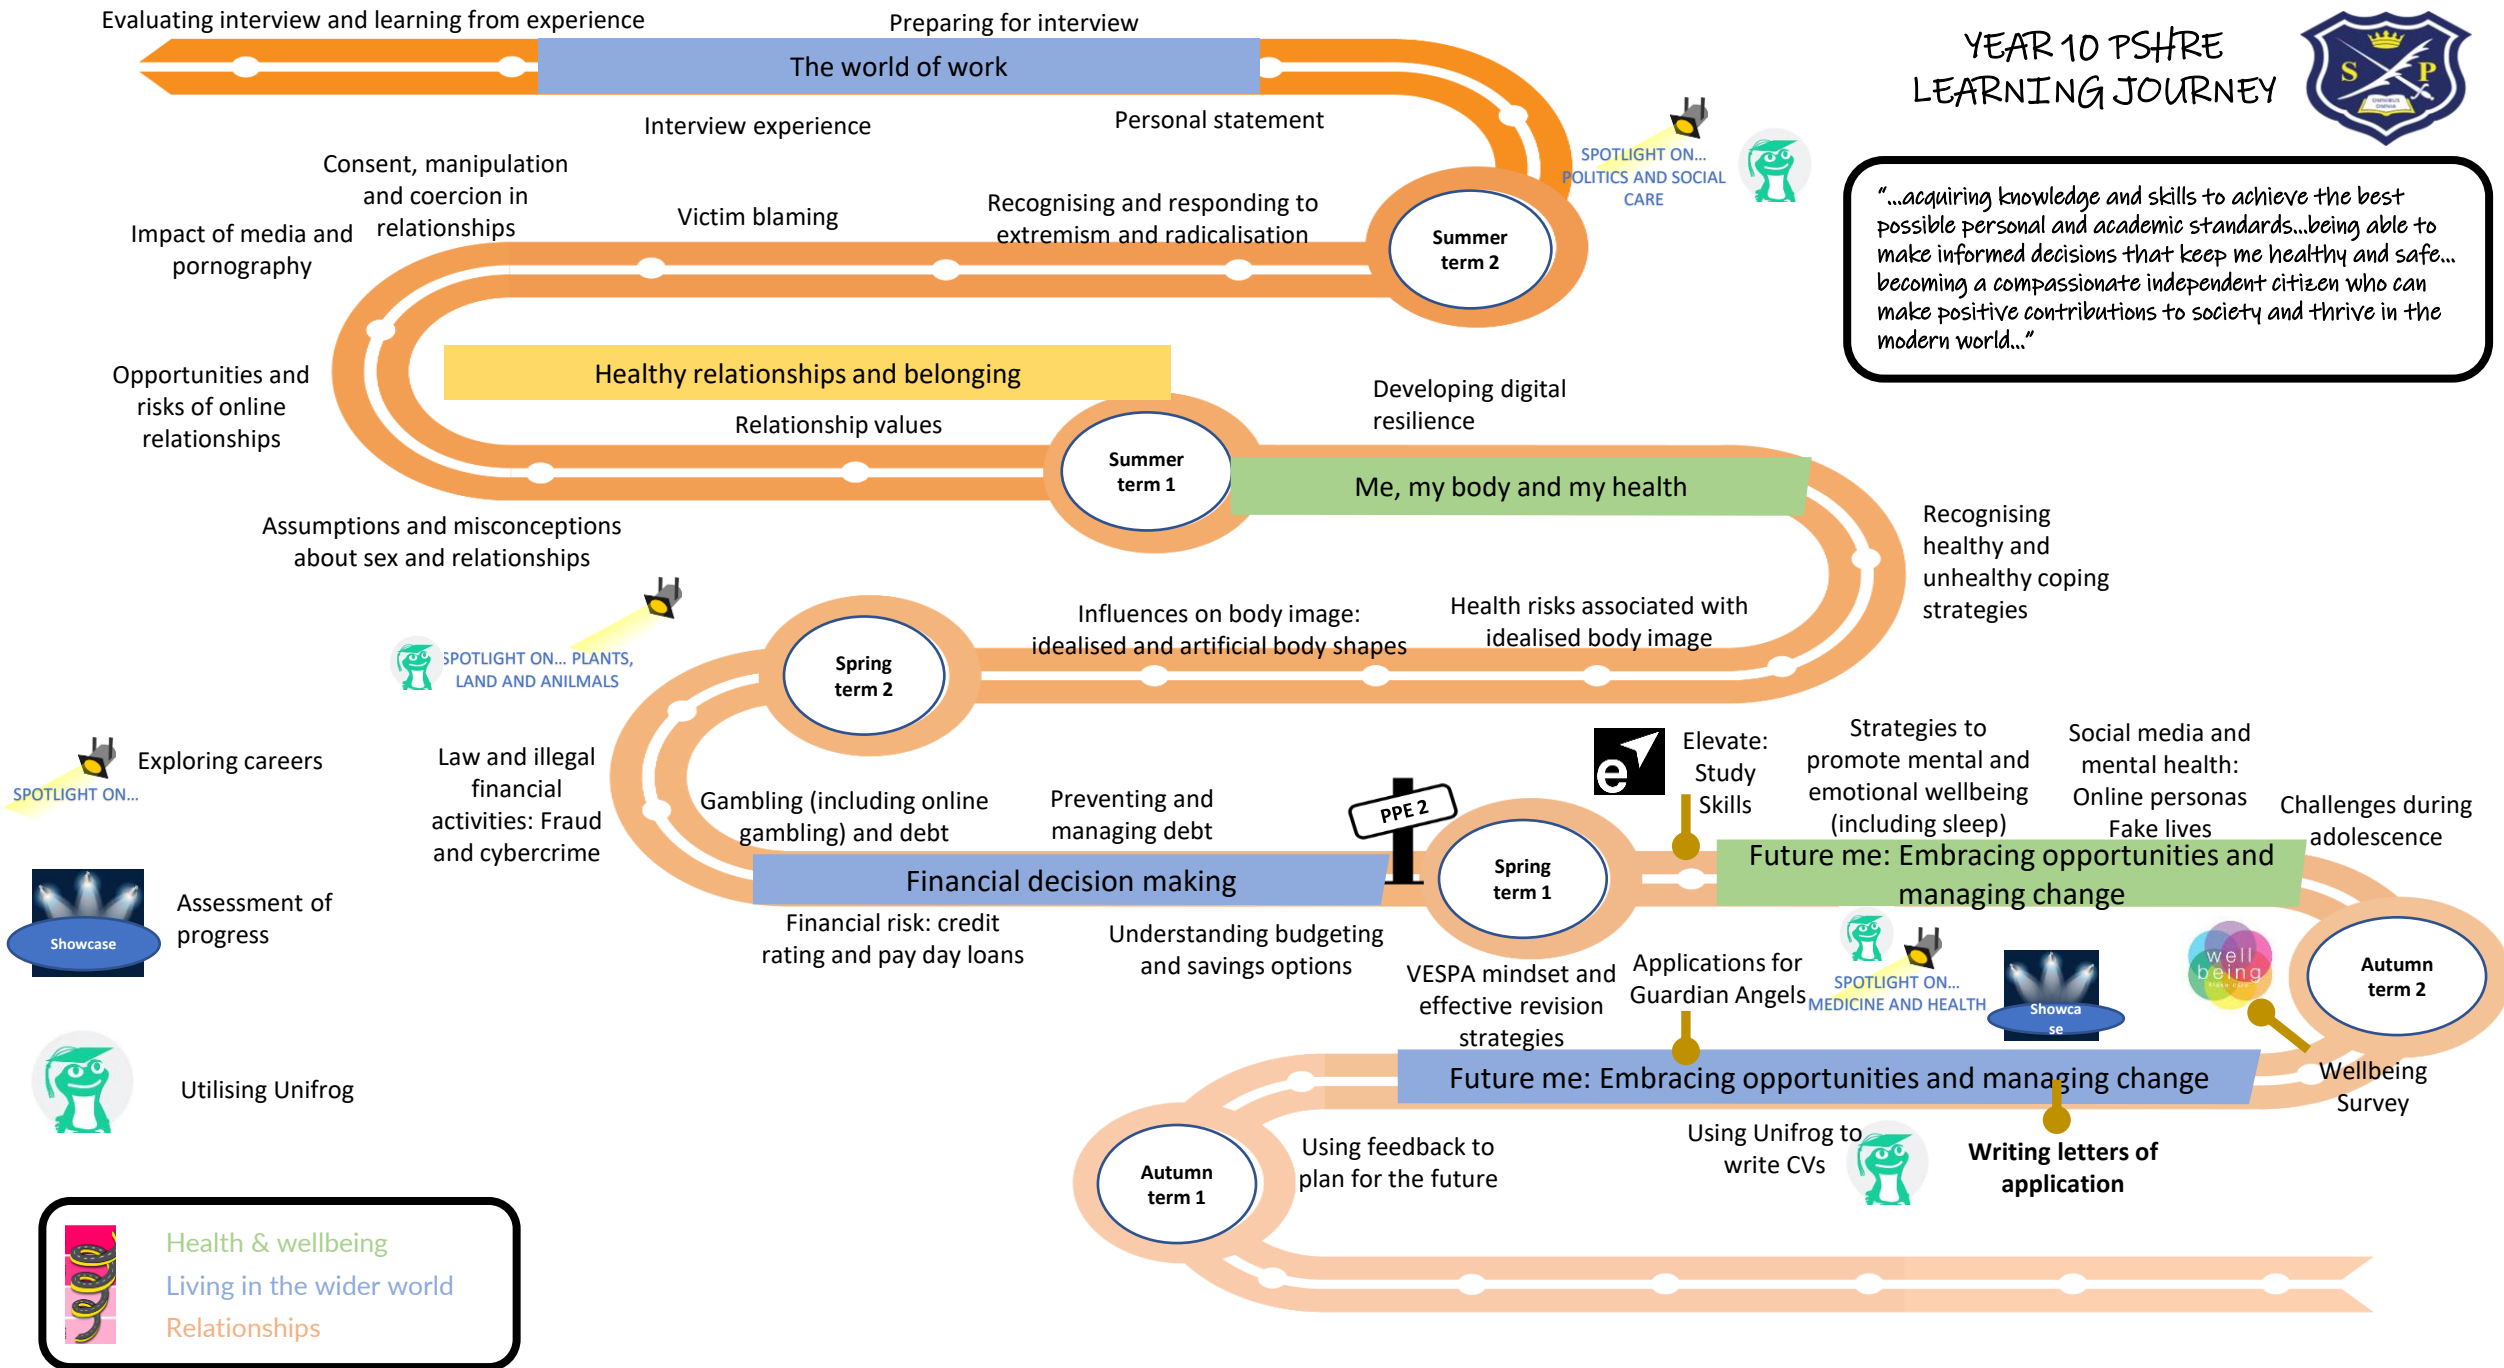 Evaluating interview and learning from experience
Preparing for interview
The world of work
Interview experience
Personal statement
YEAR 10 PSHRE
LEARNING JOURNEY
S P
OMNIBUS
OMNIA
"...acquiring knowledge and skills to achieve the best
possible personal and academic standards...being able to
make informed decisions that keep me healthy and safe...
becoming a compassionate independent citizen who can
make positive contributions to society and thrive in the
modern world..."
SPOTLIGHT ON...
POLITICS AND SOCIAL
CARE
Consent, manipulation
and coercion in
relationships
Victim blaming
Recognising and responding to
extremism and radicalisation
Summer
term 2
Impact of media and
pornography
Opportunities and
risks of online
relationships
Healthy relationships and belonging
Relationship values
Summer
term 1
Developing digital
resilience
Me, my body and my health
Assumptions and misconceptions
about sex and relationships
Recognising
healthy and
unhealthy coping
strategies
SPOTLIGHT ON... PLANTS,
LAND AND ANILMALS
Spring
term 2
Influences on body image:
idealised and artificial body shapes
Health risks associated with
idealised body image
Exploring careers
SPOTLIGHT ON...
Law and illegal
financial
activities: Fraud
and cybercrime
Gambling (including online
gambling) and debt
Preventing and
managing debt
PPE 2
e
Elevate:
Study
Skills
Strategies to
promote mental and
emotional wellbeing
(including sleep)
Social media and
mental health:
Online personas
Fake lives
Challenges during
adolescence
Financial decision making
Spring
term 1
Future me: Embracing opportunities and
managing change
Showcase
Assessment of
progress
Financial risk: credit
rating and pay day loans
Understanding budgeting
and savings options
VESPA mindset and
effective revision
strategies
Applications for
Guardian Angels
SPOTLIGHT ON...
MEDICINE AND HEALTH
Showca
se
well
being
Autumn
term 2
Future me: Embracing opportunities and managing change
Wellbeing
Survey
Utilising Unifrog
Autumn
term 1
Using feedback to
plan for the future
Using Unifrog to
write CVs
Writing letters of
application
Health & wellbeing
Living in the wider world
Relationships